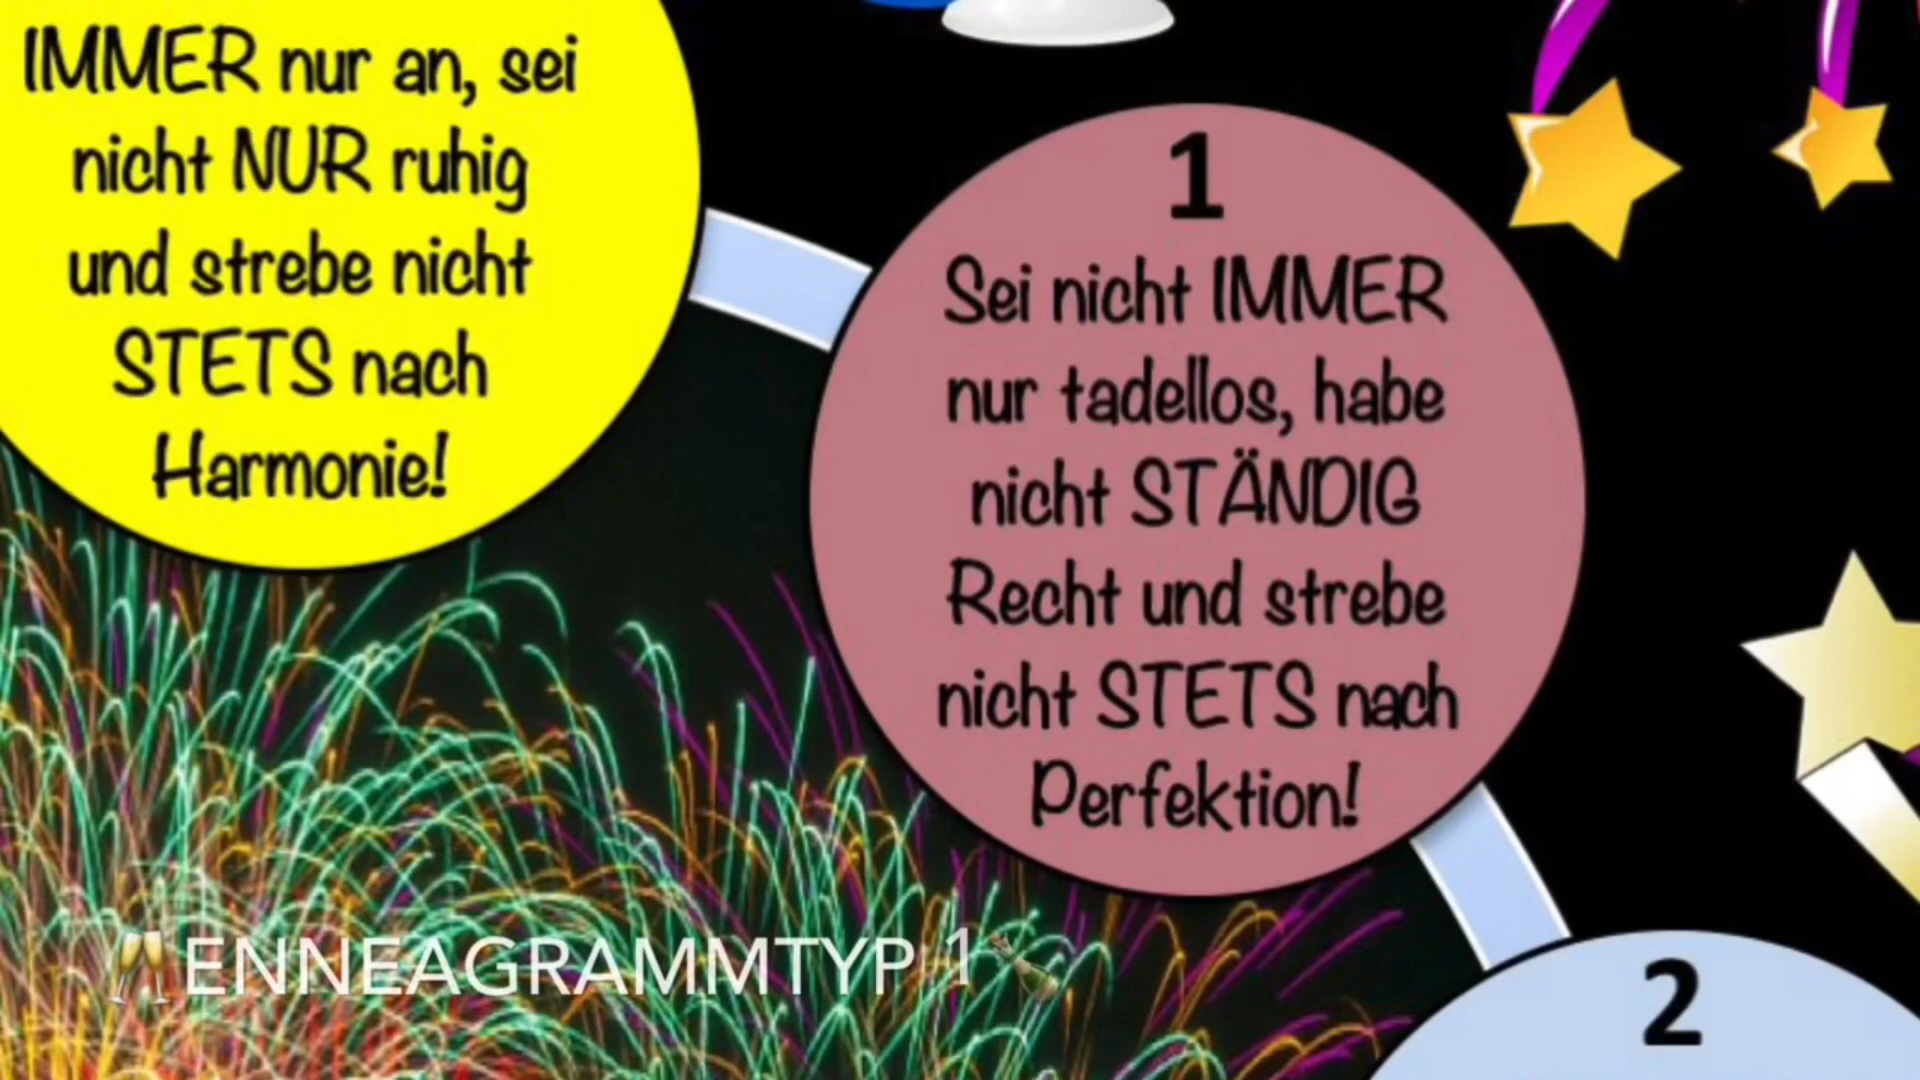 IMMER nur an, sei
nicht NUR ruhig
und strebe nicht
STETS nach
Harmonie!
1
Sei nicht IMMER
nur tadellos, habe
nicht STÄNDIG
Recht und strebe
nicht STETS nach
Perfektion!
2
🥂ENNEAGRAMMTYP 1🍾